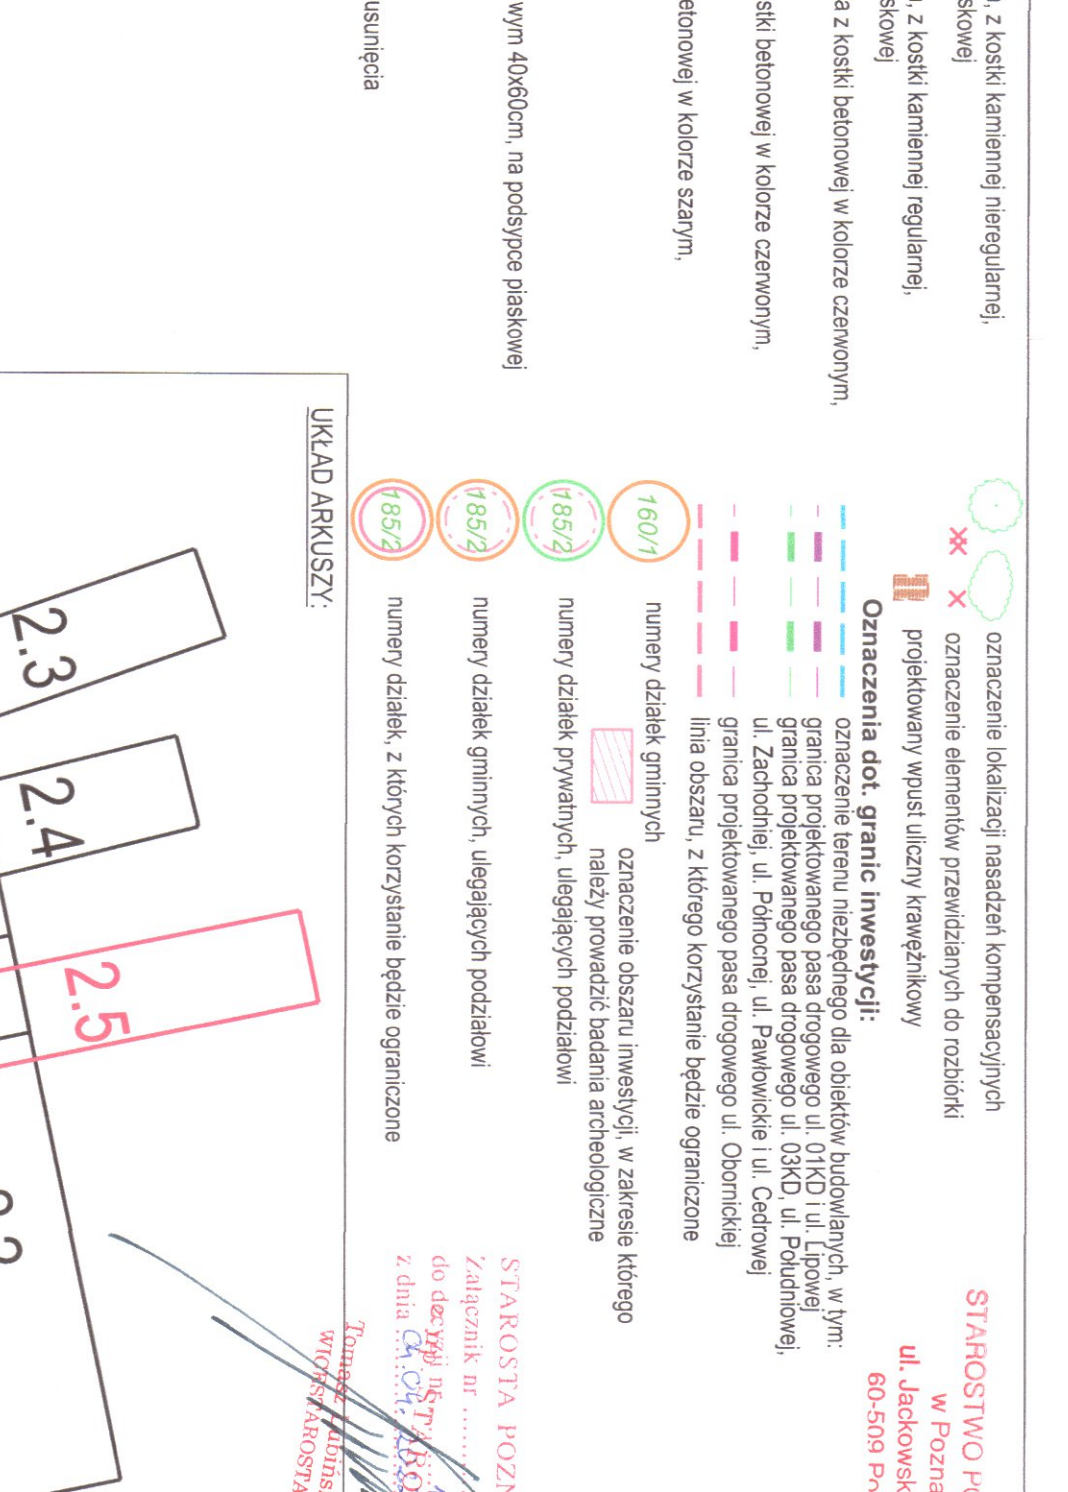 , z kostki kamiennej nieregularnej,
skowej
, z kostki kamiennej regularnej,
skowej
a z kostki betonowej w kolorze czerwonym,
stki betonowej w kolorze czerwonym,
etonowej w kolorze szarym,
wym 40x60cm, na podsypce piaskowej
usunięcia
oznaczenie lokalizacji nasadzeń kompensacyjnych
oznaczenie elementów przewidzianych do rozbiórki
projektowany wpust uliczny krawężnikowy
Oznaczenia dot. granic inwestycji:
oznaczenie terenu niezbędnego dla obiektów budowlanych, w tym:
granica projektowanego pasa drogowego ul. 01KD i ul. Lipowej
granica projektowanego pasa drogowego ul. 03KD, ul. Południowej,
ul. Zachodniej, ul. Północnej, ul. Pawłowickie i ul. Cedrowej
granica projektowanego pasa drogowego ul. Obornickiej
linia obszaru, z którego korzystanie będzie ograniczone
160/1 numery działek gminnych
oznaczenie obszaru inwestycji, w zakresie którego
należy prowadzić badania archeologiczne
185/2 numery działek prywatnych, ulegających podziałowi
185/2 numery działek gminnych, ulegających podziałowi
185/2 numery działek, z których korzystanie będzie ograniczone
UKŁAD ARKUSZY:
2.3
2.4
2.5
STAROSTWO PO
w Pozna
ul. Jackowsk
60-509 Po
STAROSTA POZN
Załącznik nr
do decyzji nr
z dnia
Tomasz Łubińs
WICESTAROSTA